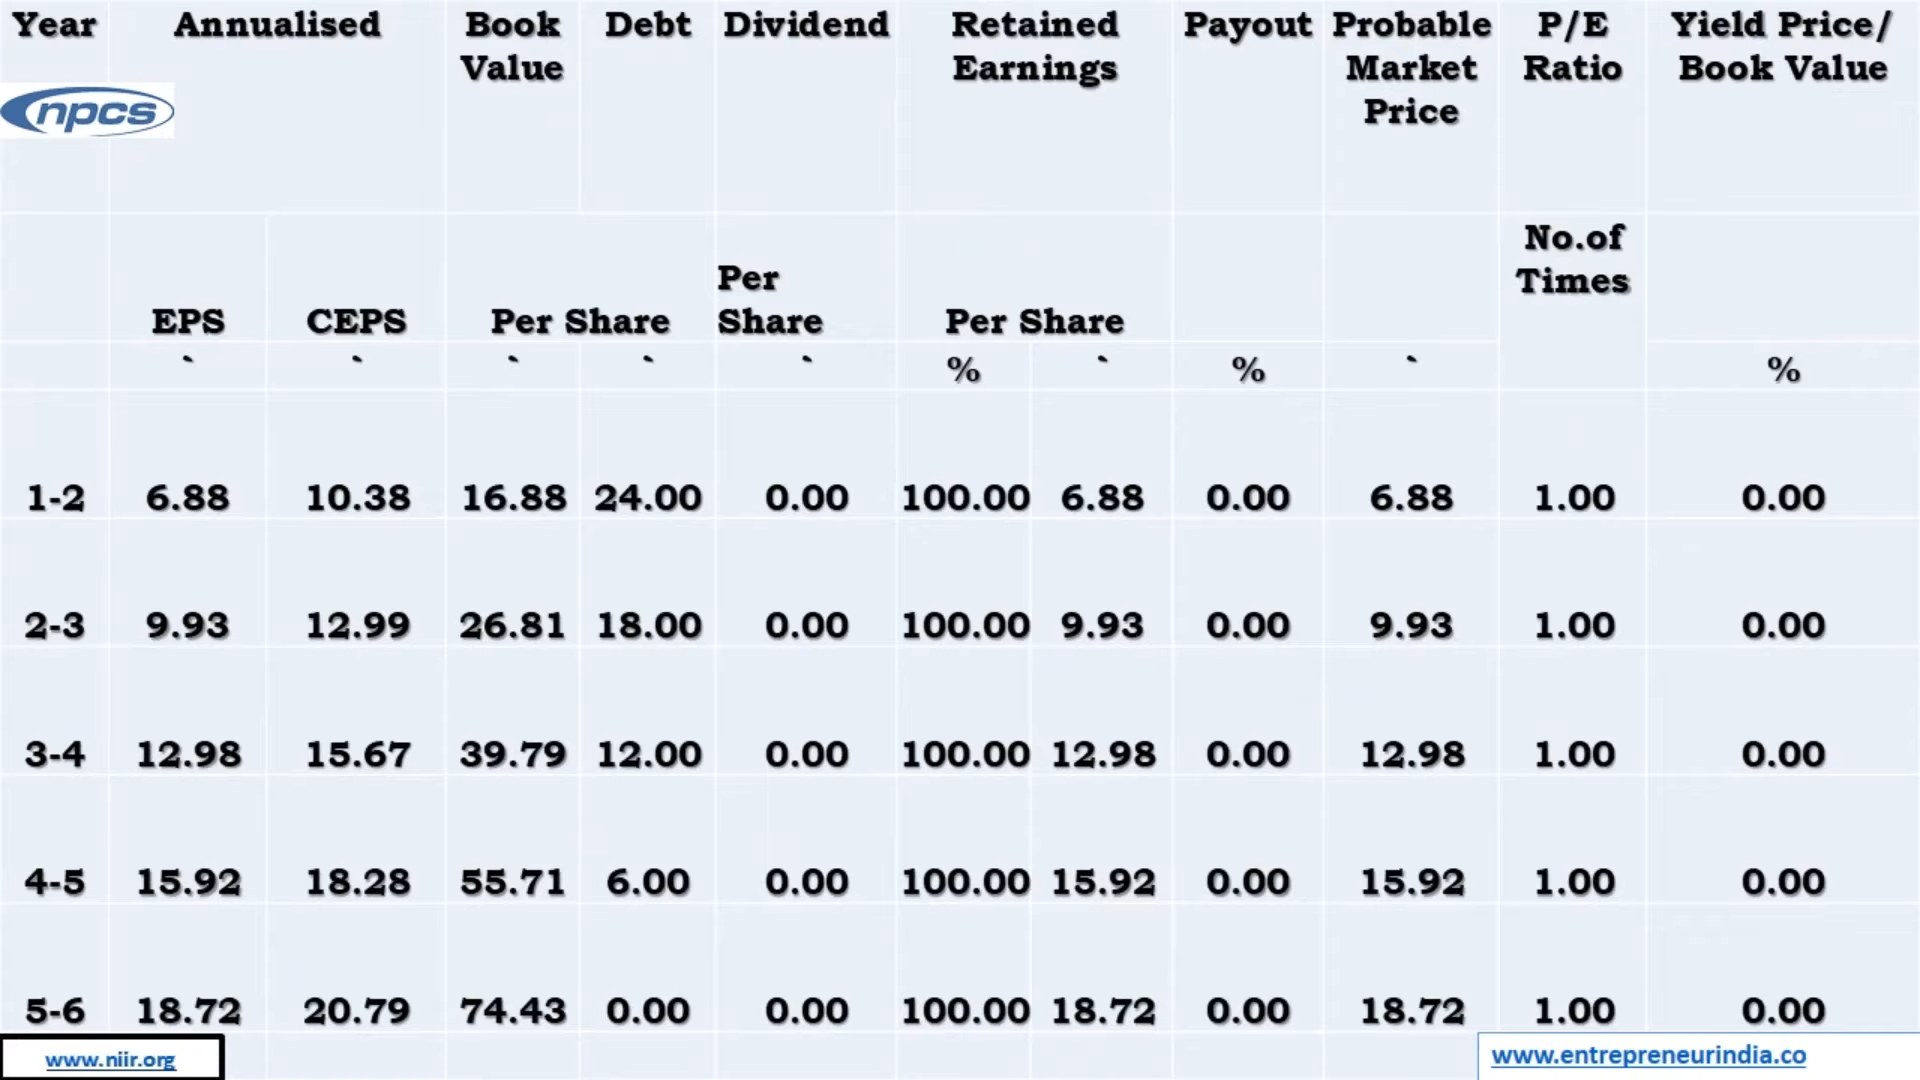 Year Annualised Book Value Debt Dividend Retained Earnings Payout Probable Market Price P/E Ratio Yield Price/ Book Value
npcs
EPS CEPS Per Share Per Share Per Share No.of Times
` ` ` ` ` % ` % ` %
1-2 6.88 10.38 16.88 24.00 0.00 100.00 6.88 0.00 6.88 1.00 0.00
2-3 9.93 12.99 26.81 18.00 0.00 100.00 9.93 0.00 9.93 1.00 0.00
3-4 12.98 15.67 39.79 12.00 0.00 100.00 12.98 0.00 12.98 1.00 0.00
4-5 15.92 18.28 55.71 6.00 0.00 100.00 15.92 0.00 15.92 1.00 0.00
5-6 18.72 20.79 74.43 0.00 0.00 100.00 18.72 0.00 18.72 1.00 0.00
www.niir.org
www.entrepreneurindia.co